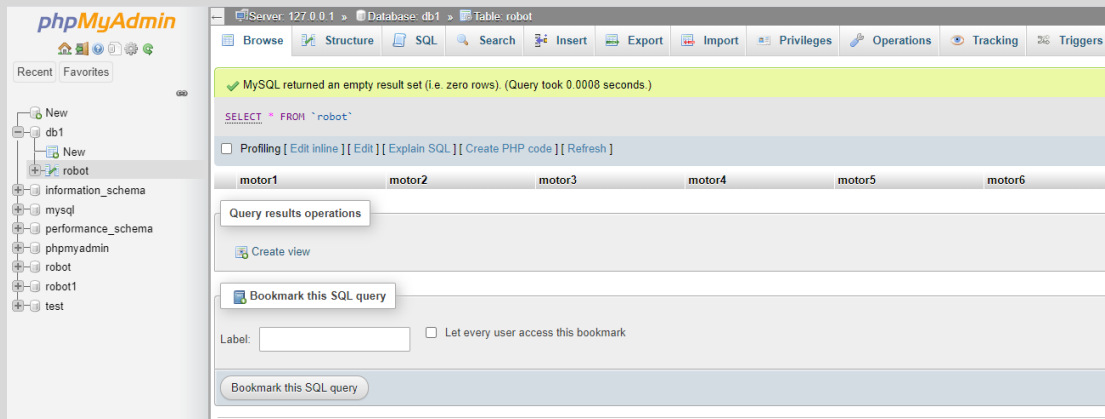 phpMyAdmin
Server: 127.0.0.1 » Database: db1 » Table: robot
Browse Structure SQL Search Insert Export Import Privileges Operations Tracking Triggers
Recent Favorites
New
db1
New
robot
information_schema
mysql
performance_schema
phpmyadmin
robot
robot1
test
MySQL returned an empty result set (i.e. zero rows). (Query took 0.0008 seconds.)
SELECT * FROM `robot`
Profiling [ Edit inline ] [ Edit ] [ Explain SQL ] [ Create PHP code ] [ Refresh ]
motor1 motor2 motor3 motor4 motor5 motor6
Query results operations
Create view
Bookmark this SQL query
Label: Let every user access this bookmark
Bookmark this SQL query